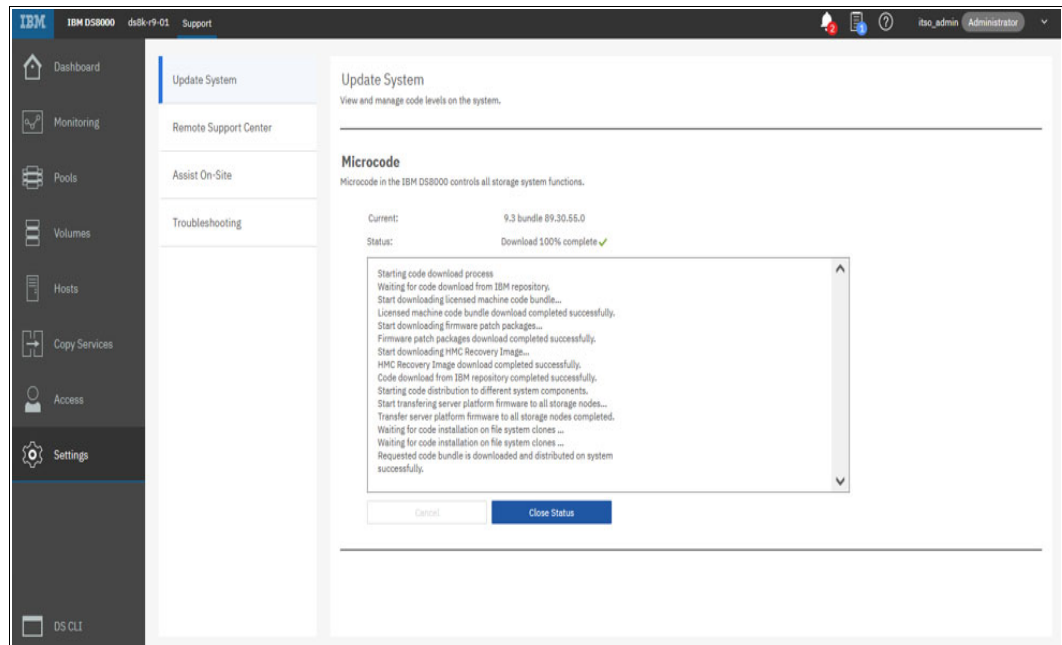 IBM IBM DS8000 ds8k-r9-01 Support 2 1 ? itso_admin Administrator
Dashboard
Monitoring
Pools
Volumes
Hosts
Copy Services
Access
Settings
DS CLI
Update System
Remote Support Center
Assist On-Site
Troubleshooting
Update System
View and manage code levels on the system.
Microcode
Microcode in the IBM DS8000 controls all storage system functions.
Current: 9.3 bundle 89.30.55.0
Status: Download 100% complete
Starting code download process
Waiting for code download from IBM repository.
Start downloading licensed machine code bundle...
Licensed machine code bundle download completed successfully.
Start downloading firmware patch packages...
Firmware patch packages download completed successfully.
Start downloading HMC Recovery Image...
HMC Recovery Image download completed successfully.
Code download from IBM repository completed successfully.
Starting code distribution to different system components.
Start transfering server platform firmware to all storage nodes...
Transfer server platform firmware to all storage nodes completed.
Waiting for code installation on file system clones ...
Waiting for code installation on file system clones ...
Requested code bundle is downloaded and distributed on system
successfully.
Cancel Close Status